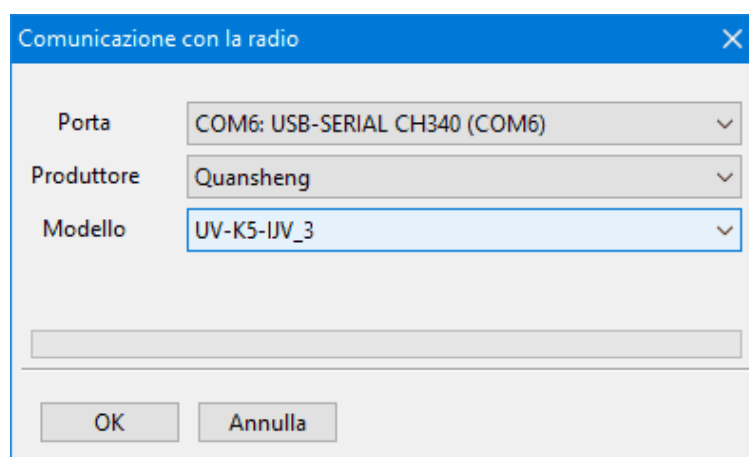 Comunicazione con la radio
Porta COM6: USB-SERIAL CH340 (COM6)
Produttore Quansheng
Modello UV-K5-IJV_3
OK Annulla